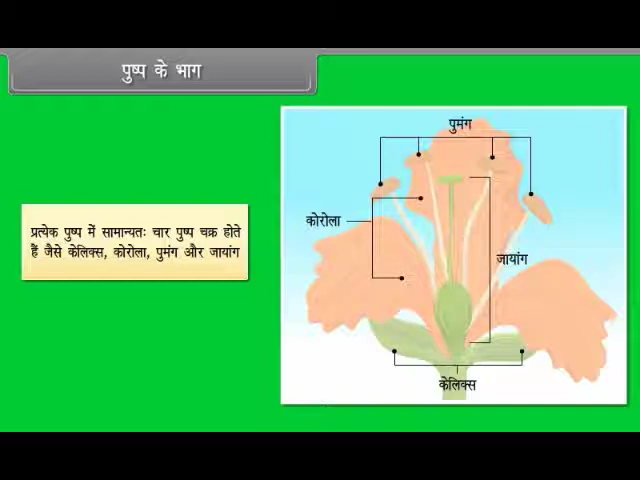 पुष्प के भाग
पुमंग
प्रत्येक पुष्प में सामान्यतः चार पुष्प चक्र होते
हैं जैसे केलिक्स, कोरोला, पुमंग और जायांग
कोरोला
जायांग
केलिक्स